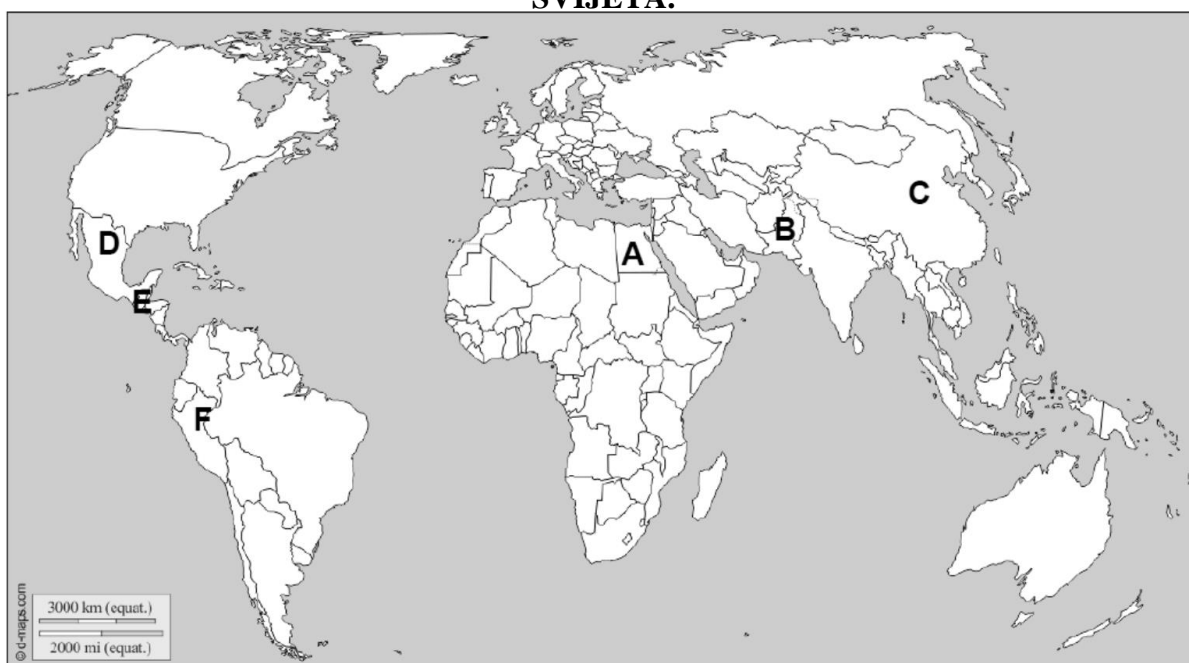 SVIJETA.
D
E
F
A
B
C
3000 km (equat.)
2000 mi (equat.)
© d-maps.com